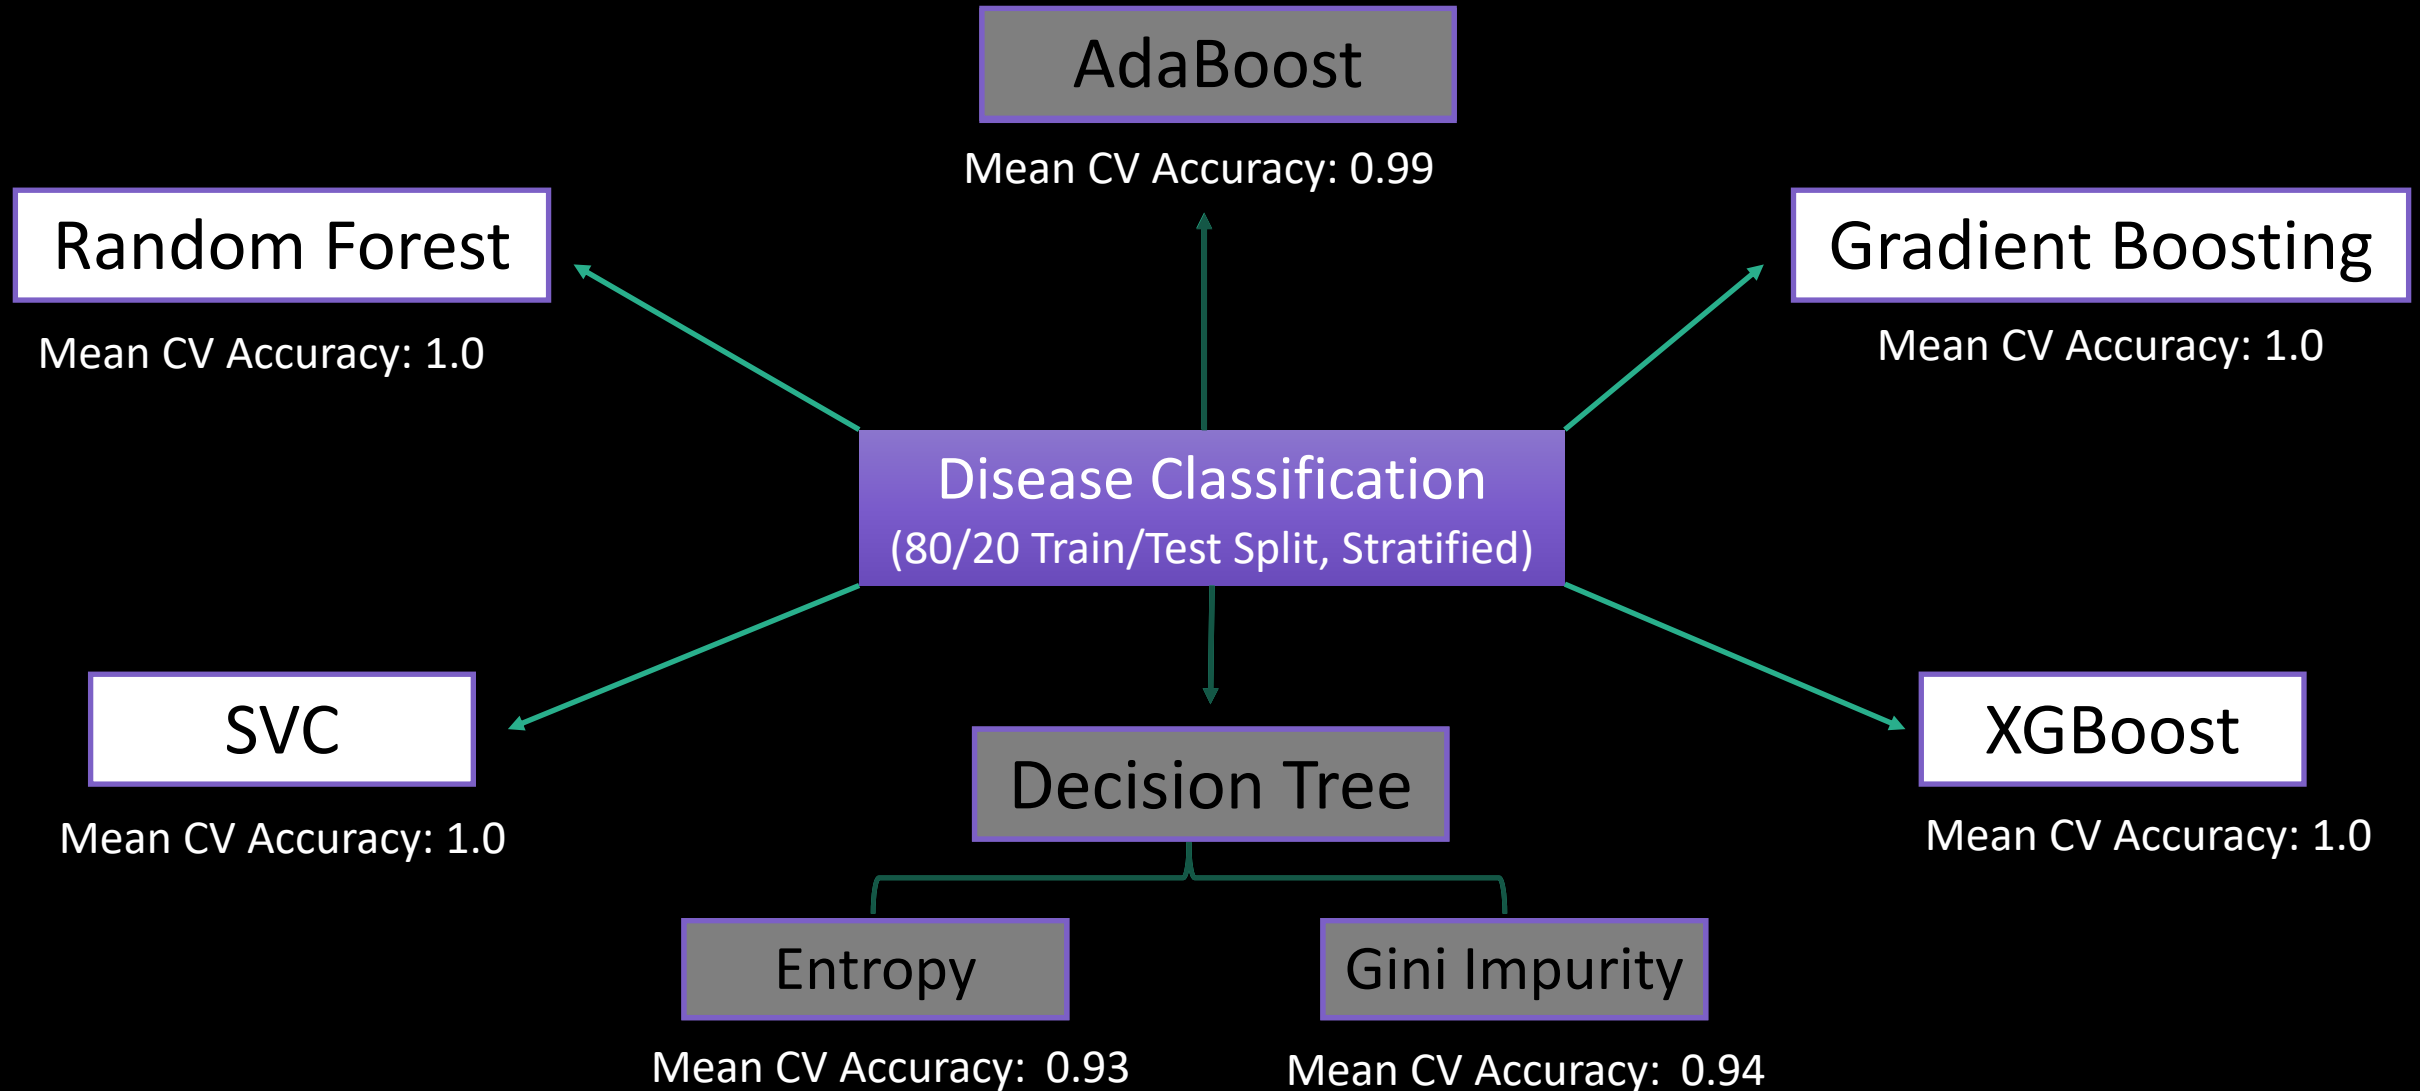 AdaBoost
Mean CV Accuracy: 0.99
Random Forest
Mean CV Accuracy: 1.0
Gradient Boosting
Mean CV Accuracy: 1.0
Disease Classification
(80/20 Train/Test Split, Stratified)
SVC
Mean CV Accuracy: 1.0
XGBoost
Mean CV Accuracy: 1.0
Decision Tree
Entropy
Mean CV Accuracy: 0.93
Gini Impurity
Mean CV Accuracy: 0.94